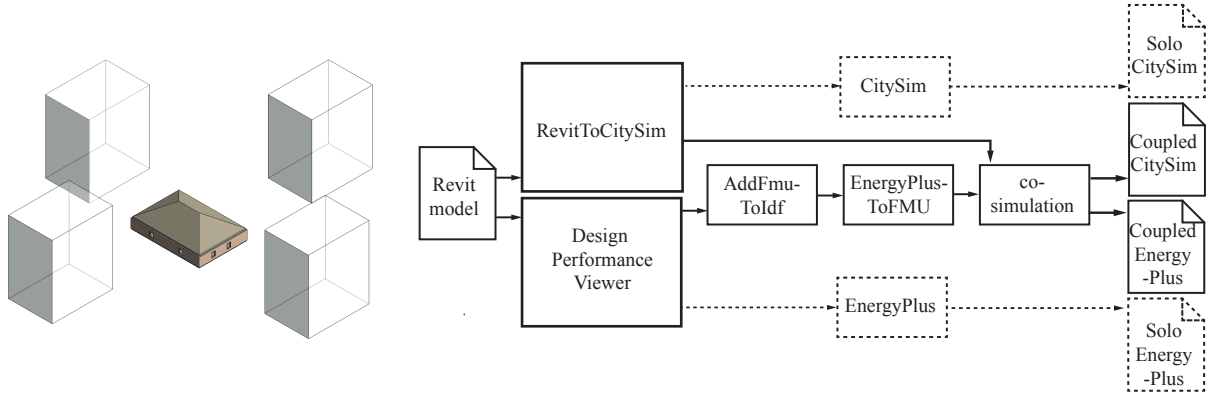 Revit
model
RevitToCitySim
Design
Performance
Viewer
AddFmu-
ToIdf
EnergyPlus-
ToFMU
co-
simulation
CitySim
EnergyPlus
Solo
CitySim
Coupled
CitySim
Coupled
Energy
-Plus
Solo
Energy
-Plus